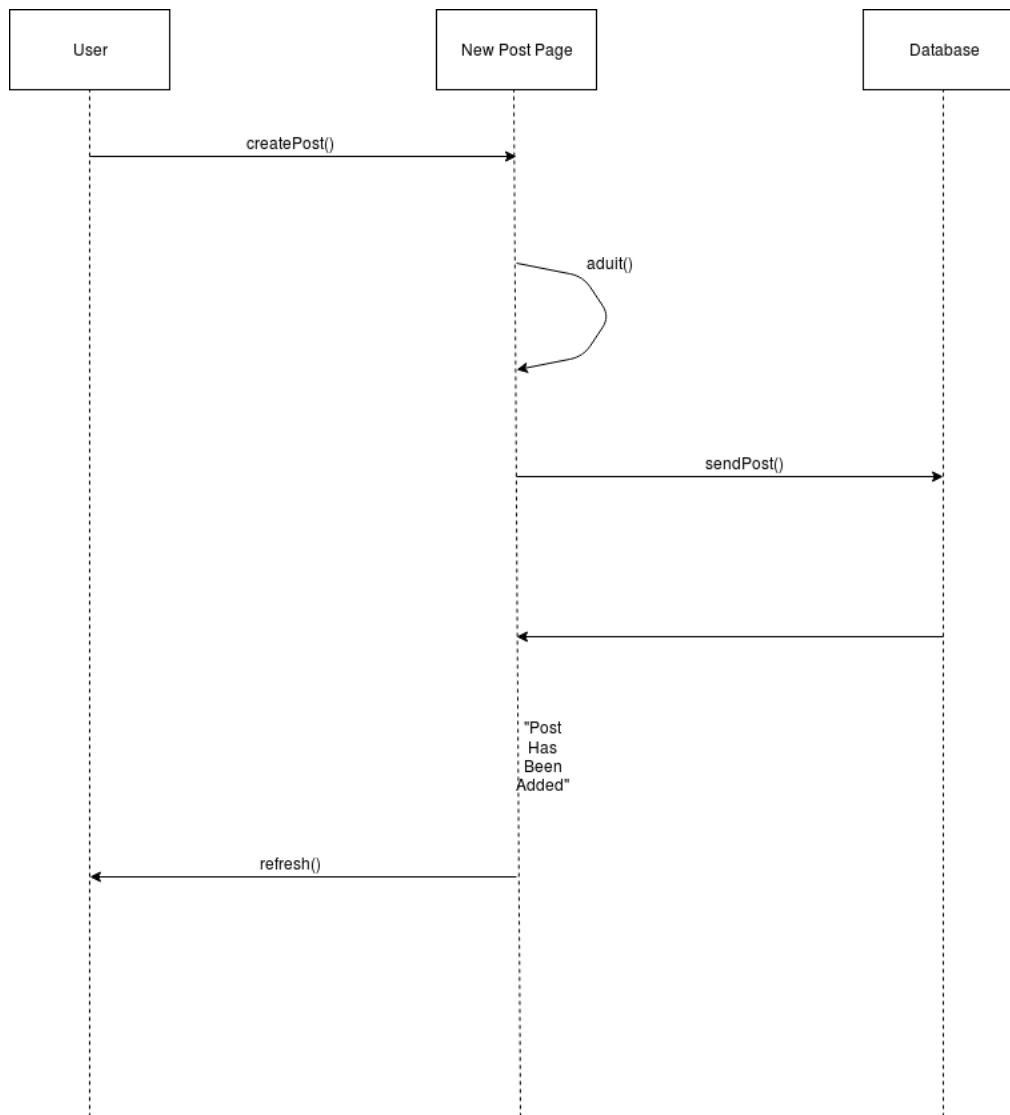 User
New Post Page
Database
createPost()
aduit()
sendPost()
"Post
Has
Been
Added"
refresh()